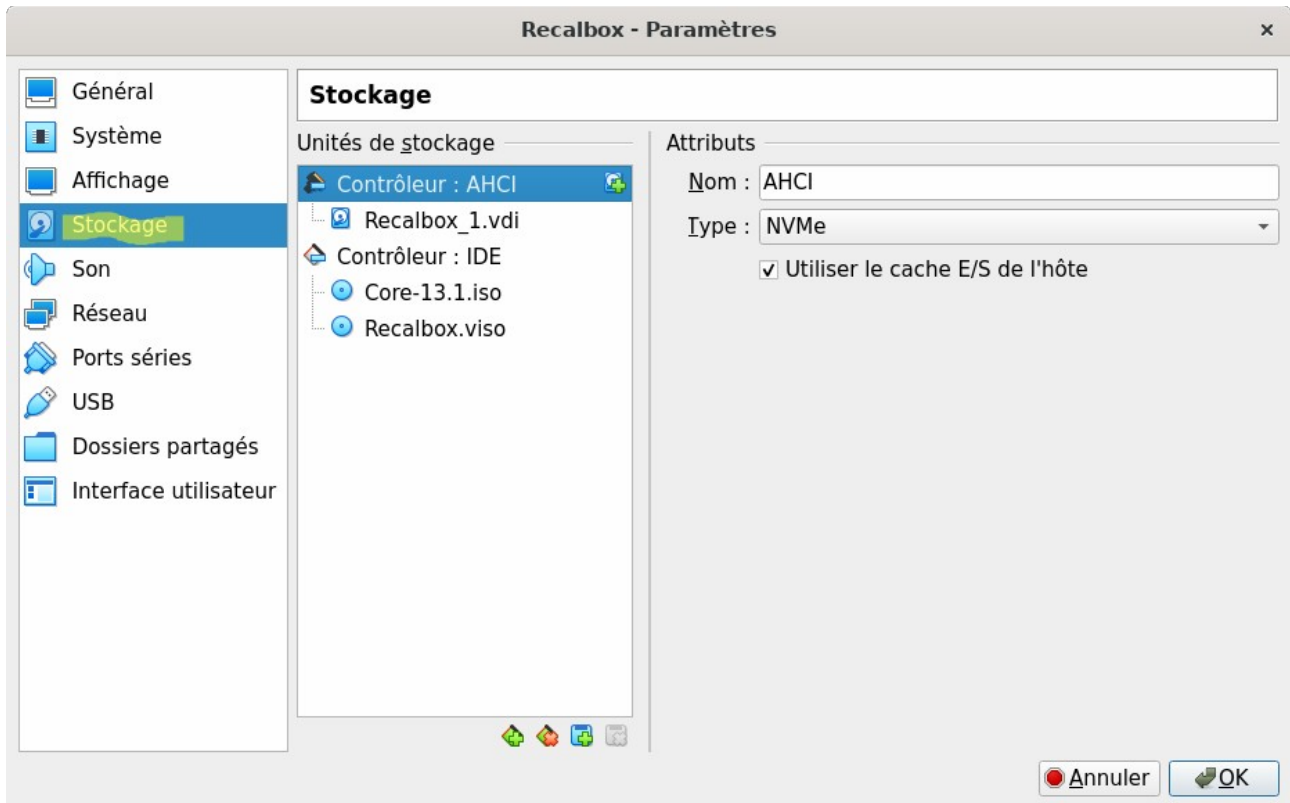 Recalbox - Paramètres
Général
Système
Affichage
Stockage
Son
Réseau
Ports séries
USB
Dossiers partagés
Interface utilisateur
Stockage
Unités de stockage
Contrôleur : AHCI
Recalbox_1.vdi
Contrôleur : IDE
Core-13.1.iso
Recalbox.viso
Attributs
Nom : AHCI
Type : NVMe
Utiliser le cache E/S de l'hôte
Annuler
OK